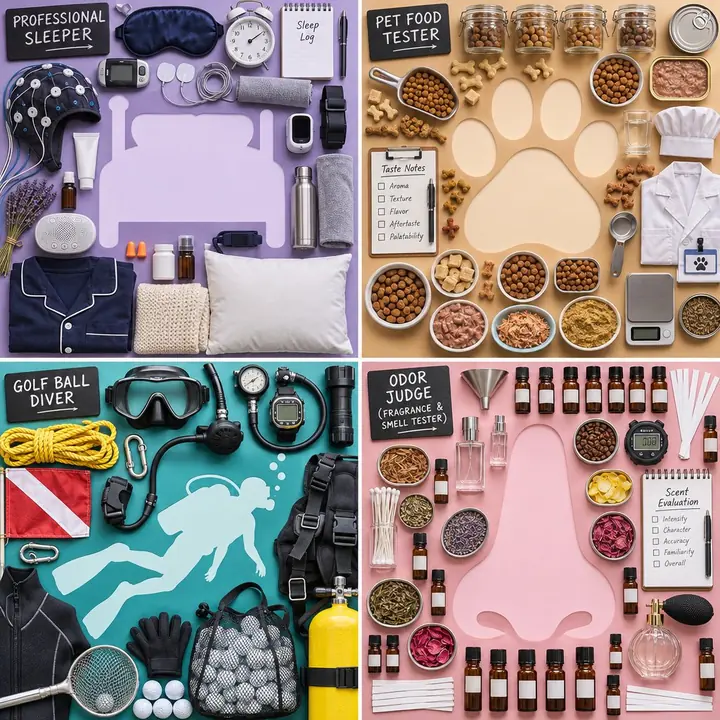 PROFESSIONAL
SLEEPER
Sleep
Log
PET FOOD
TESTER
Taste Notes
Aroma
Texture
Flavor
Aftertaste
Palatability
GOLF BALL
DIVER
ODOR
JUDGE
(FRAGRANCE &
SMELL TESTER)
Scent
Evaluation
Intensity
Character
Accuracy
Familiarity
Overall